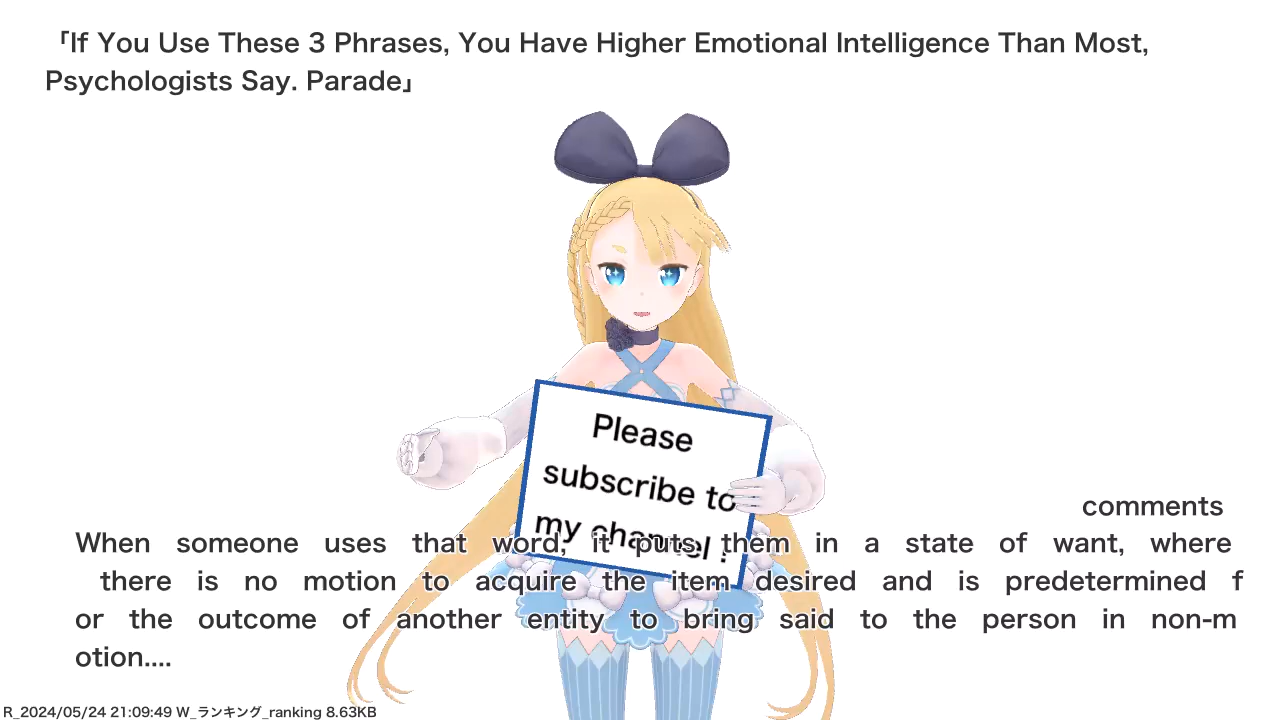 「If You Use These 3 Phrases, You Have Higher Emotional Intelligence Than Most,
Psychologists Say. Parade」
Please
subscribe to
my channel !
comments
When someone uses that word, it puts them in a state of want, where
there is no motion to acquire the item desired and is predetermined f
or the outcome of another entity to bring said to the person in non-m
otion....
R_2024/05/24 21:09:49 W_ランキング_ranking 8.63KB